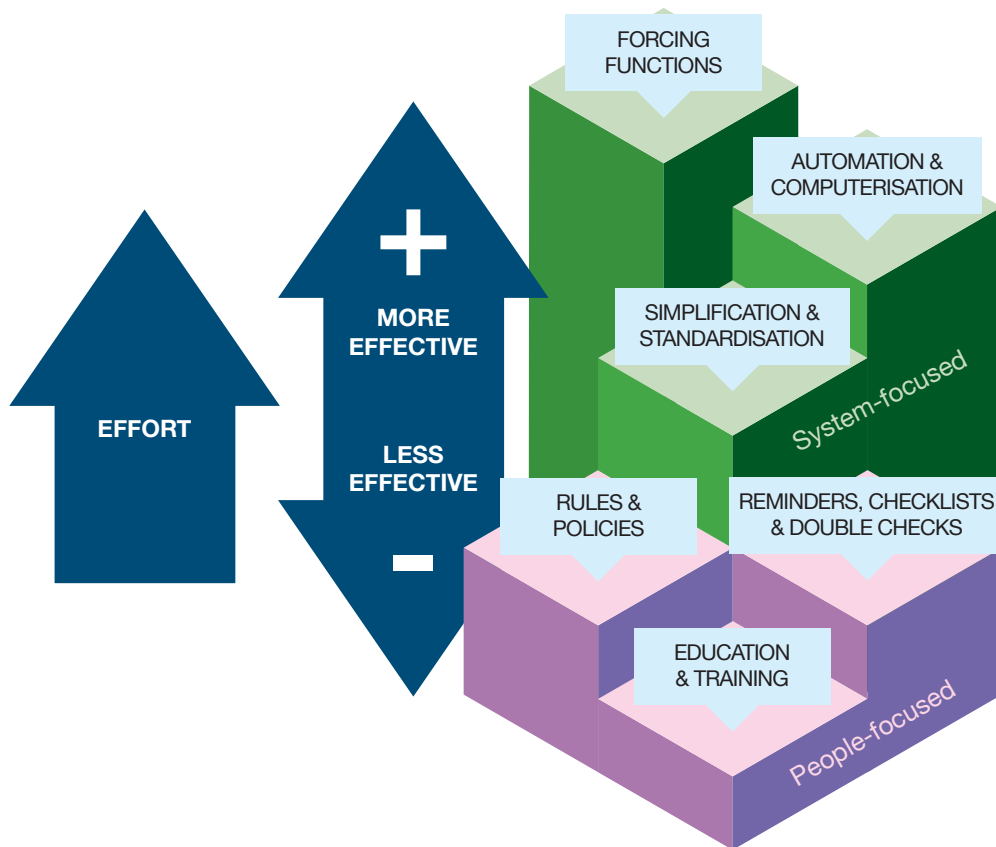 FORCING
FUNCTIONS
AUTOMATION &
COMPUTERISATION
+
MORE
EFFECTIVE
SIMPLIFICATION &
STANDARDISATION
System-focused
EFFORT
LESS
EFFECTIVE
-
RULES &
POLICIES
REMINDERS, CHECKLISTS
& DOUBLE CHECKS
EDUCATION
& TRAINING
People-focused